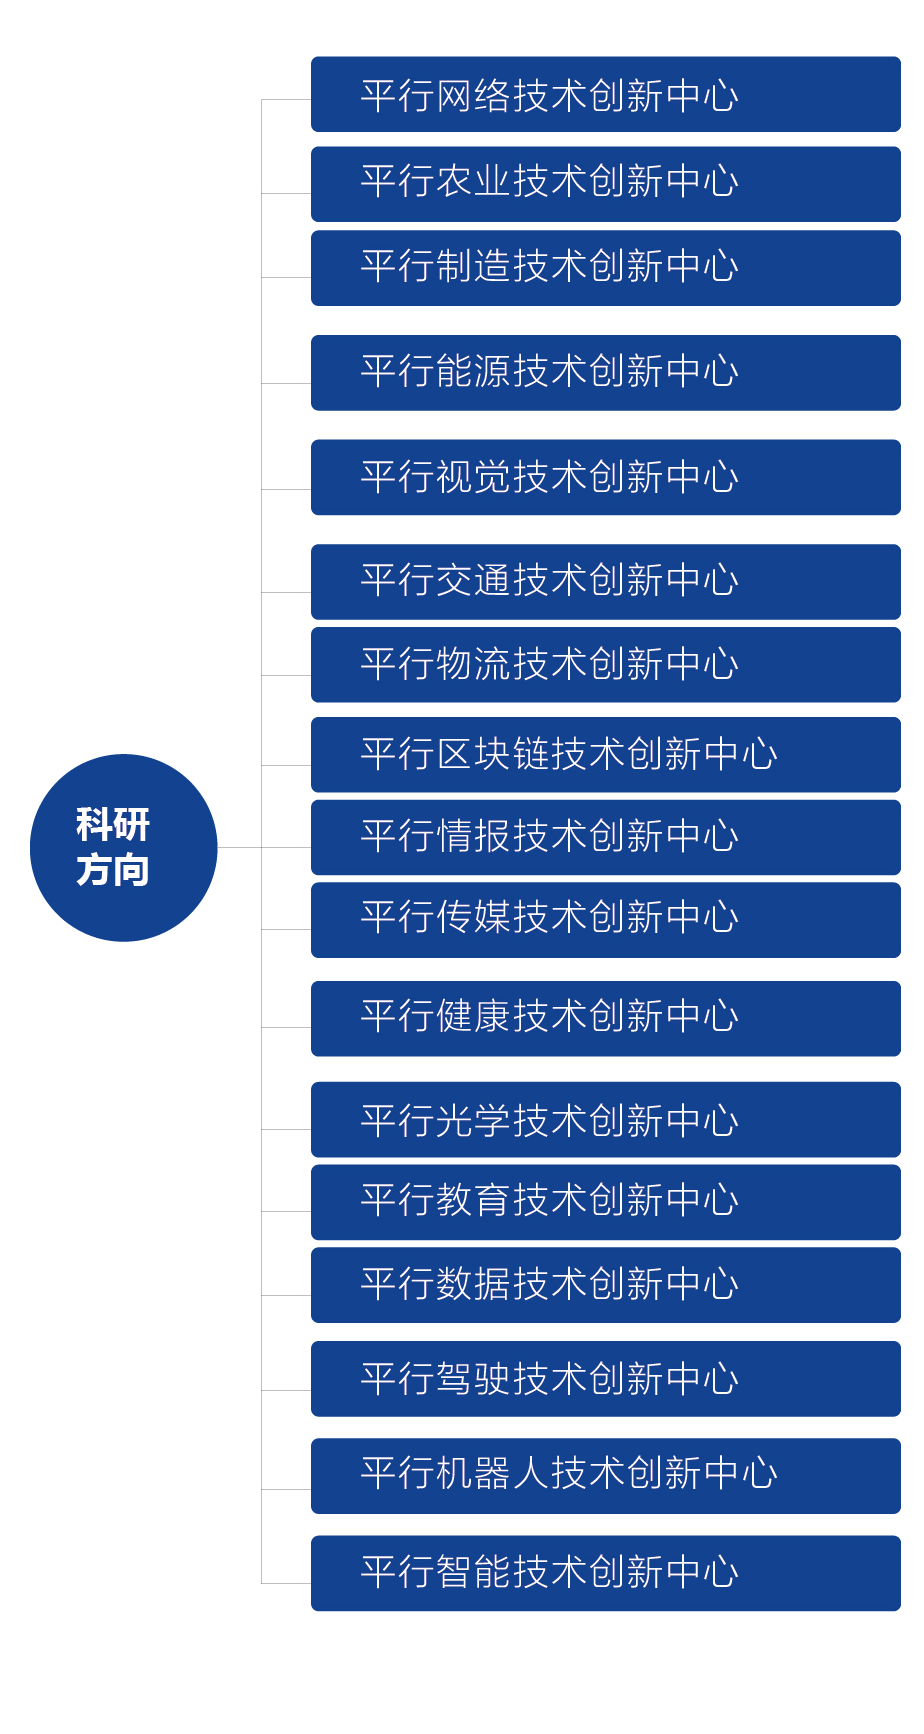 平行网络技术创新中心
平行农业技术创新中心
平行制造技术创新中心
平行能源技术创新中心
平行视觉技术创新中心
平行交通技术创新中心
平行物流技术创新中心
平行区块链技术创新中心
科研
方向
平行情报技术创新中心
平行传媒技术创新中心
平行健康技术创新中心
平行光学技术创新中心
平行教育技术创新中心
平行数据技术创新中心
平行驾驶技术创新中心
平行机器人技术创新中心
平行智能技术创新中心